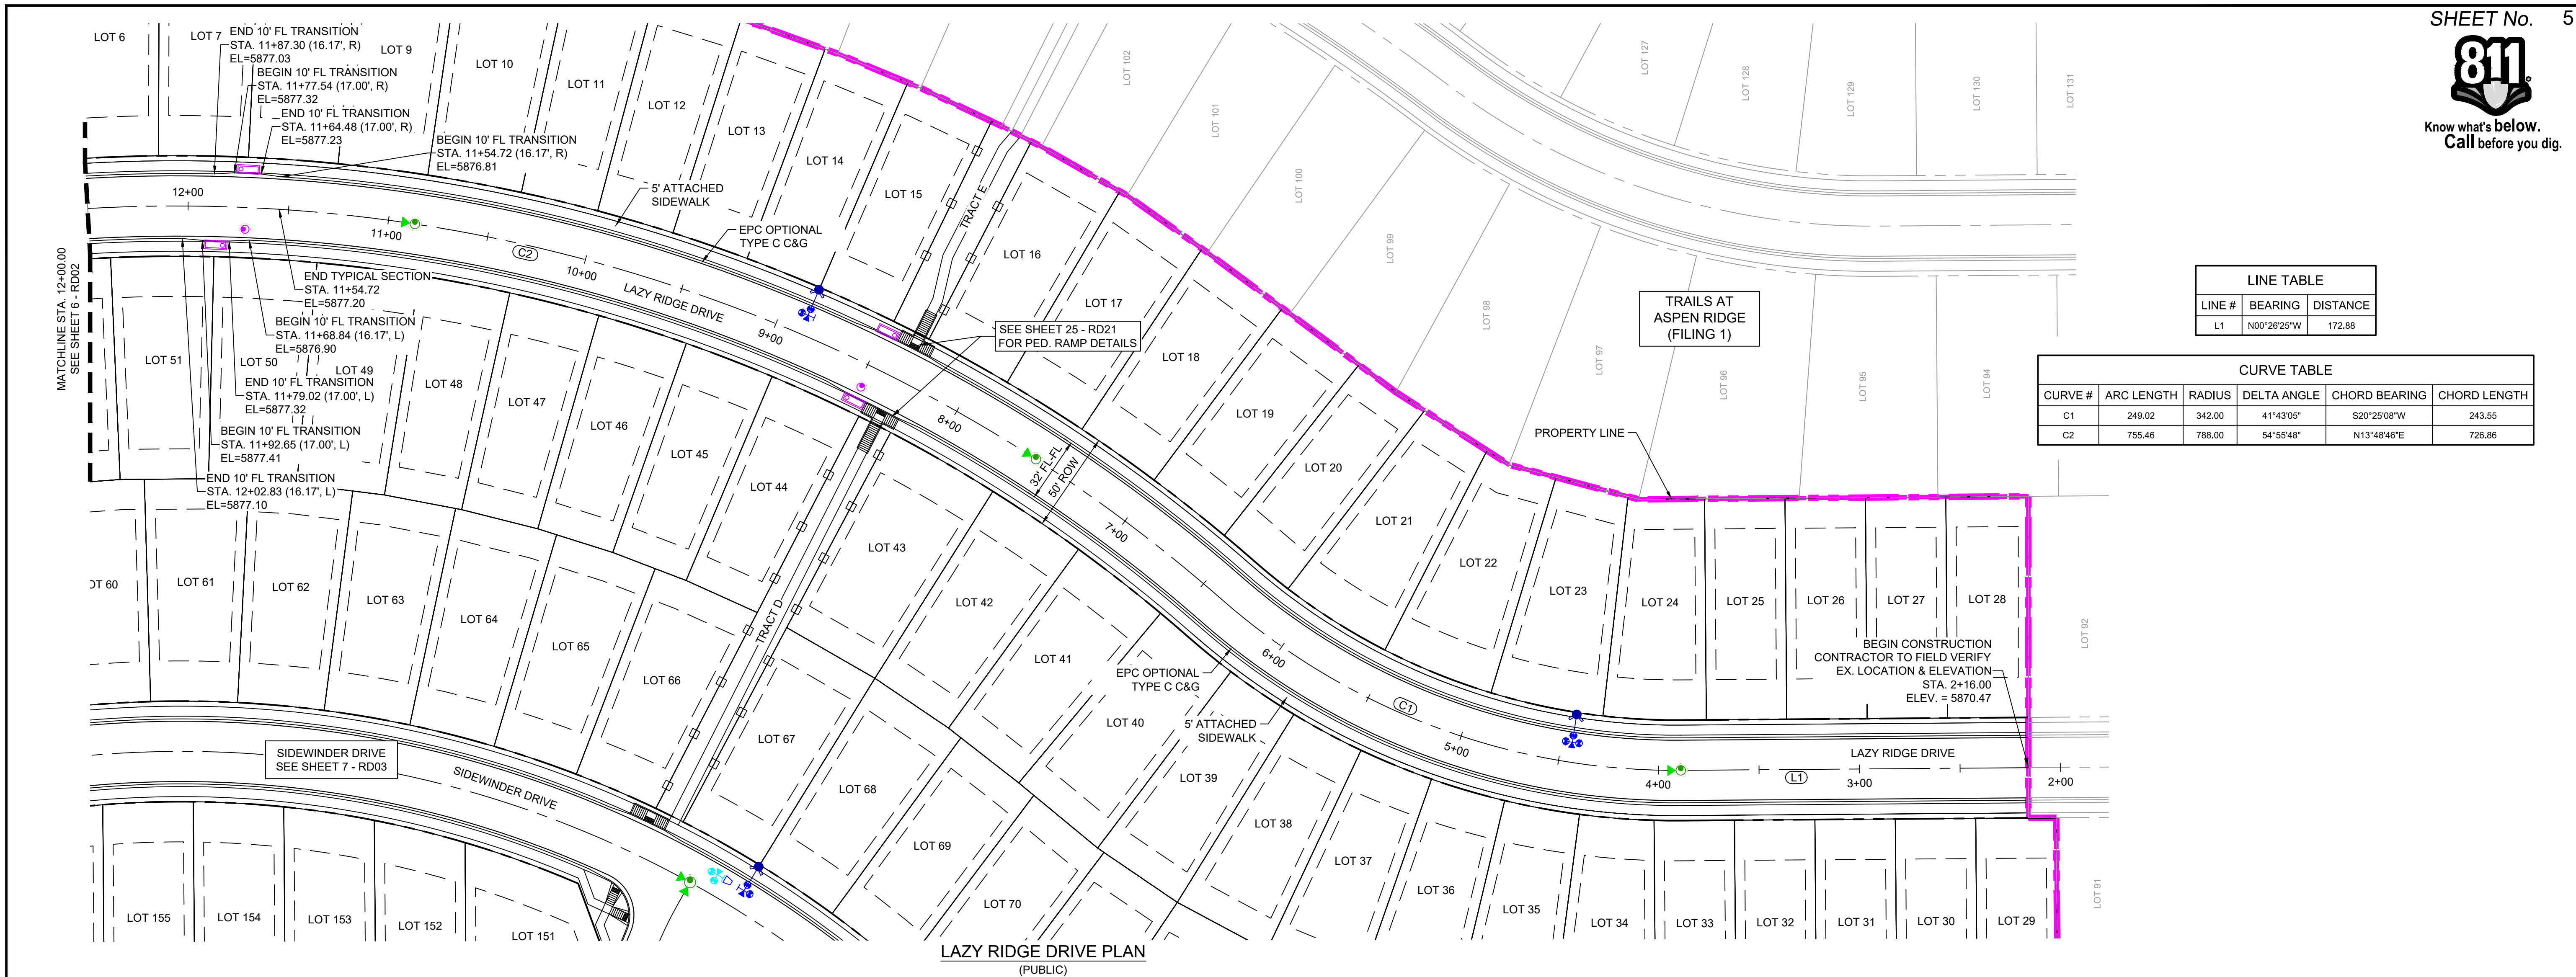 SHEET No. 5
811
Know what's below.
Call before you dig.
LOT 6
LOT 7
END 10' FL TRANSITION
STA. 11+87.30 (16.17', R)
EL=5877.03
LOT 9
BEGIN 10' FL TRANSITION
STA. 11+77.54 (17.00', R)
EL=5877.32
END 10' FL TRANSITION
STA. 11+64.48 (17.00', R)
EL=5877.23
BEGIN 10' FL TRANSITION
STA. 11+54.72 (16.17', R)
EL=5876.81
LOT 10
LOT 11
LOT 12
LOT 13
LOT 14
LOT 15
TRACT E
LOT 16
LOT 17
LOT 18
LOT 19
LOT 20
LOT 21
LOT 22
LOT 23
LOT 24
LOT 25
LOT 26
LOT 27
LOT 28
LOT 102
LOT 101
LOT 100
LOT 99
LOT 98
LOT 97
LOT 96
LOT 95
LOT 94
LOT 92
LOT 91
LOT 127
LOT 128
LOT 129
LOT 130
LOT 131
5' ATTACHED
SIDEWALK
EPC OPTIONAL
TYPE C C&G
12+00
11+00
C2
10+00
LAZY RIDGE DRIVE
9+00
8+00
7+00
6+00
C1
5+00
4+00
L1
3+00
2+00
LAZY RIDGE DRIVE
MATCHLINE STA. 12+00.00
SEE SHEET 6 - RD02
END TYPICAL SECTION
STA. 11+54.72
EL=5877.20
BEGIN 10' FL TRANSITION
STA. 11+68.84 (16.17', L)
EL=5876.90
END 10' FL TRANSITION
STA. 11+79.02 (17.00', L)
EL=5877.32
BEGIN 10' FL TRANSITION
STA. 11+92.65 (17.00', L)
EL=5877.41
END 10' FL TRANSITION
STA. 12+02.83 (16.17', L)
EL=5877.10
SEE SHEET 25 - RD21
FOR PED. RAMP DETAILS
32' FL-FL
50' ROW
TRAILS AT
ASPEN RIDGE
(FILING 1)
PROPERTY LINE
LINE TABLE
LINE # BEARING DISTANCE
L1 N00°26'25"W 172.88
CURVE TABLE
CURVE # ARC LENGTH RADIUS DELTA ANGLE CHORD BEARING CHORD LENGTH
C1 249.02 342.00 41°43'05" S20°25'08"W 243.55
C2 755.46 788.00 54°55'48" N13°48'46"E 726.86
LOT 51
LOT 50
LOT 49
LOT 48
LOT 47
LOT 46
LOT 45
LOT 44
TRACT D
LOT 43
LOT 42
LOT 41
LOT 40
LOT 39
LOT 38
LOT 37
LOT 36
LOT 35
LOT 34
LOT 33
LOT 32
LOT 31
LOT 30
LOT 29
OT 60
LOT 61
LOT 62
LOT 63
LOT 64
LOT 65
LOT 66
LOT 67
LOT 68
LOT 69
LOT 70
EPC OPTIONAL
TYPE C C&G
5' ATTACHED
SIDEWALK
BEGIN CONSTRUCTION
CONTRACTOR TO FIELD VERIFY
EX. LOCATION & ELEVATION
STA. 2+16.00
ELEV. = 5870.47
SIDEWINDER DRIVE
SEE SHEET 7 - RD03
SIDEWINDER DRIVE
LOT 155
LOT 154
LOT 153
LOT 152
LOT 151
LAZY RIDGE DRIVE PLAN
(PUBLIC)